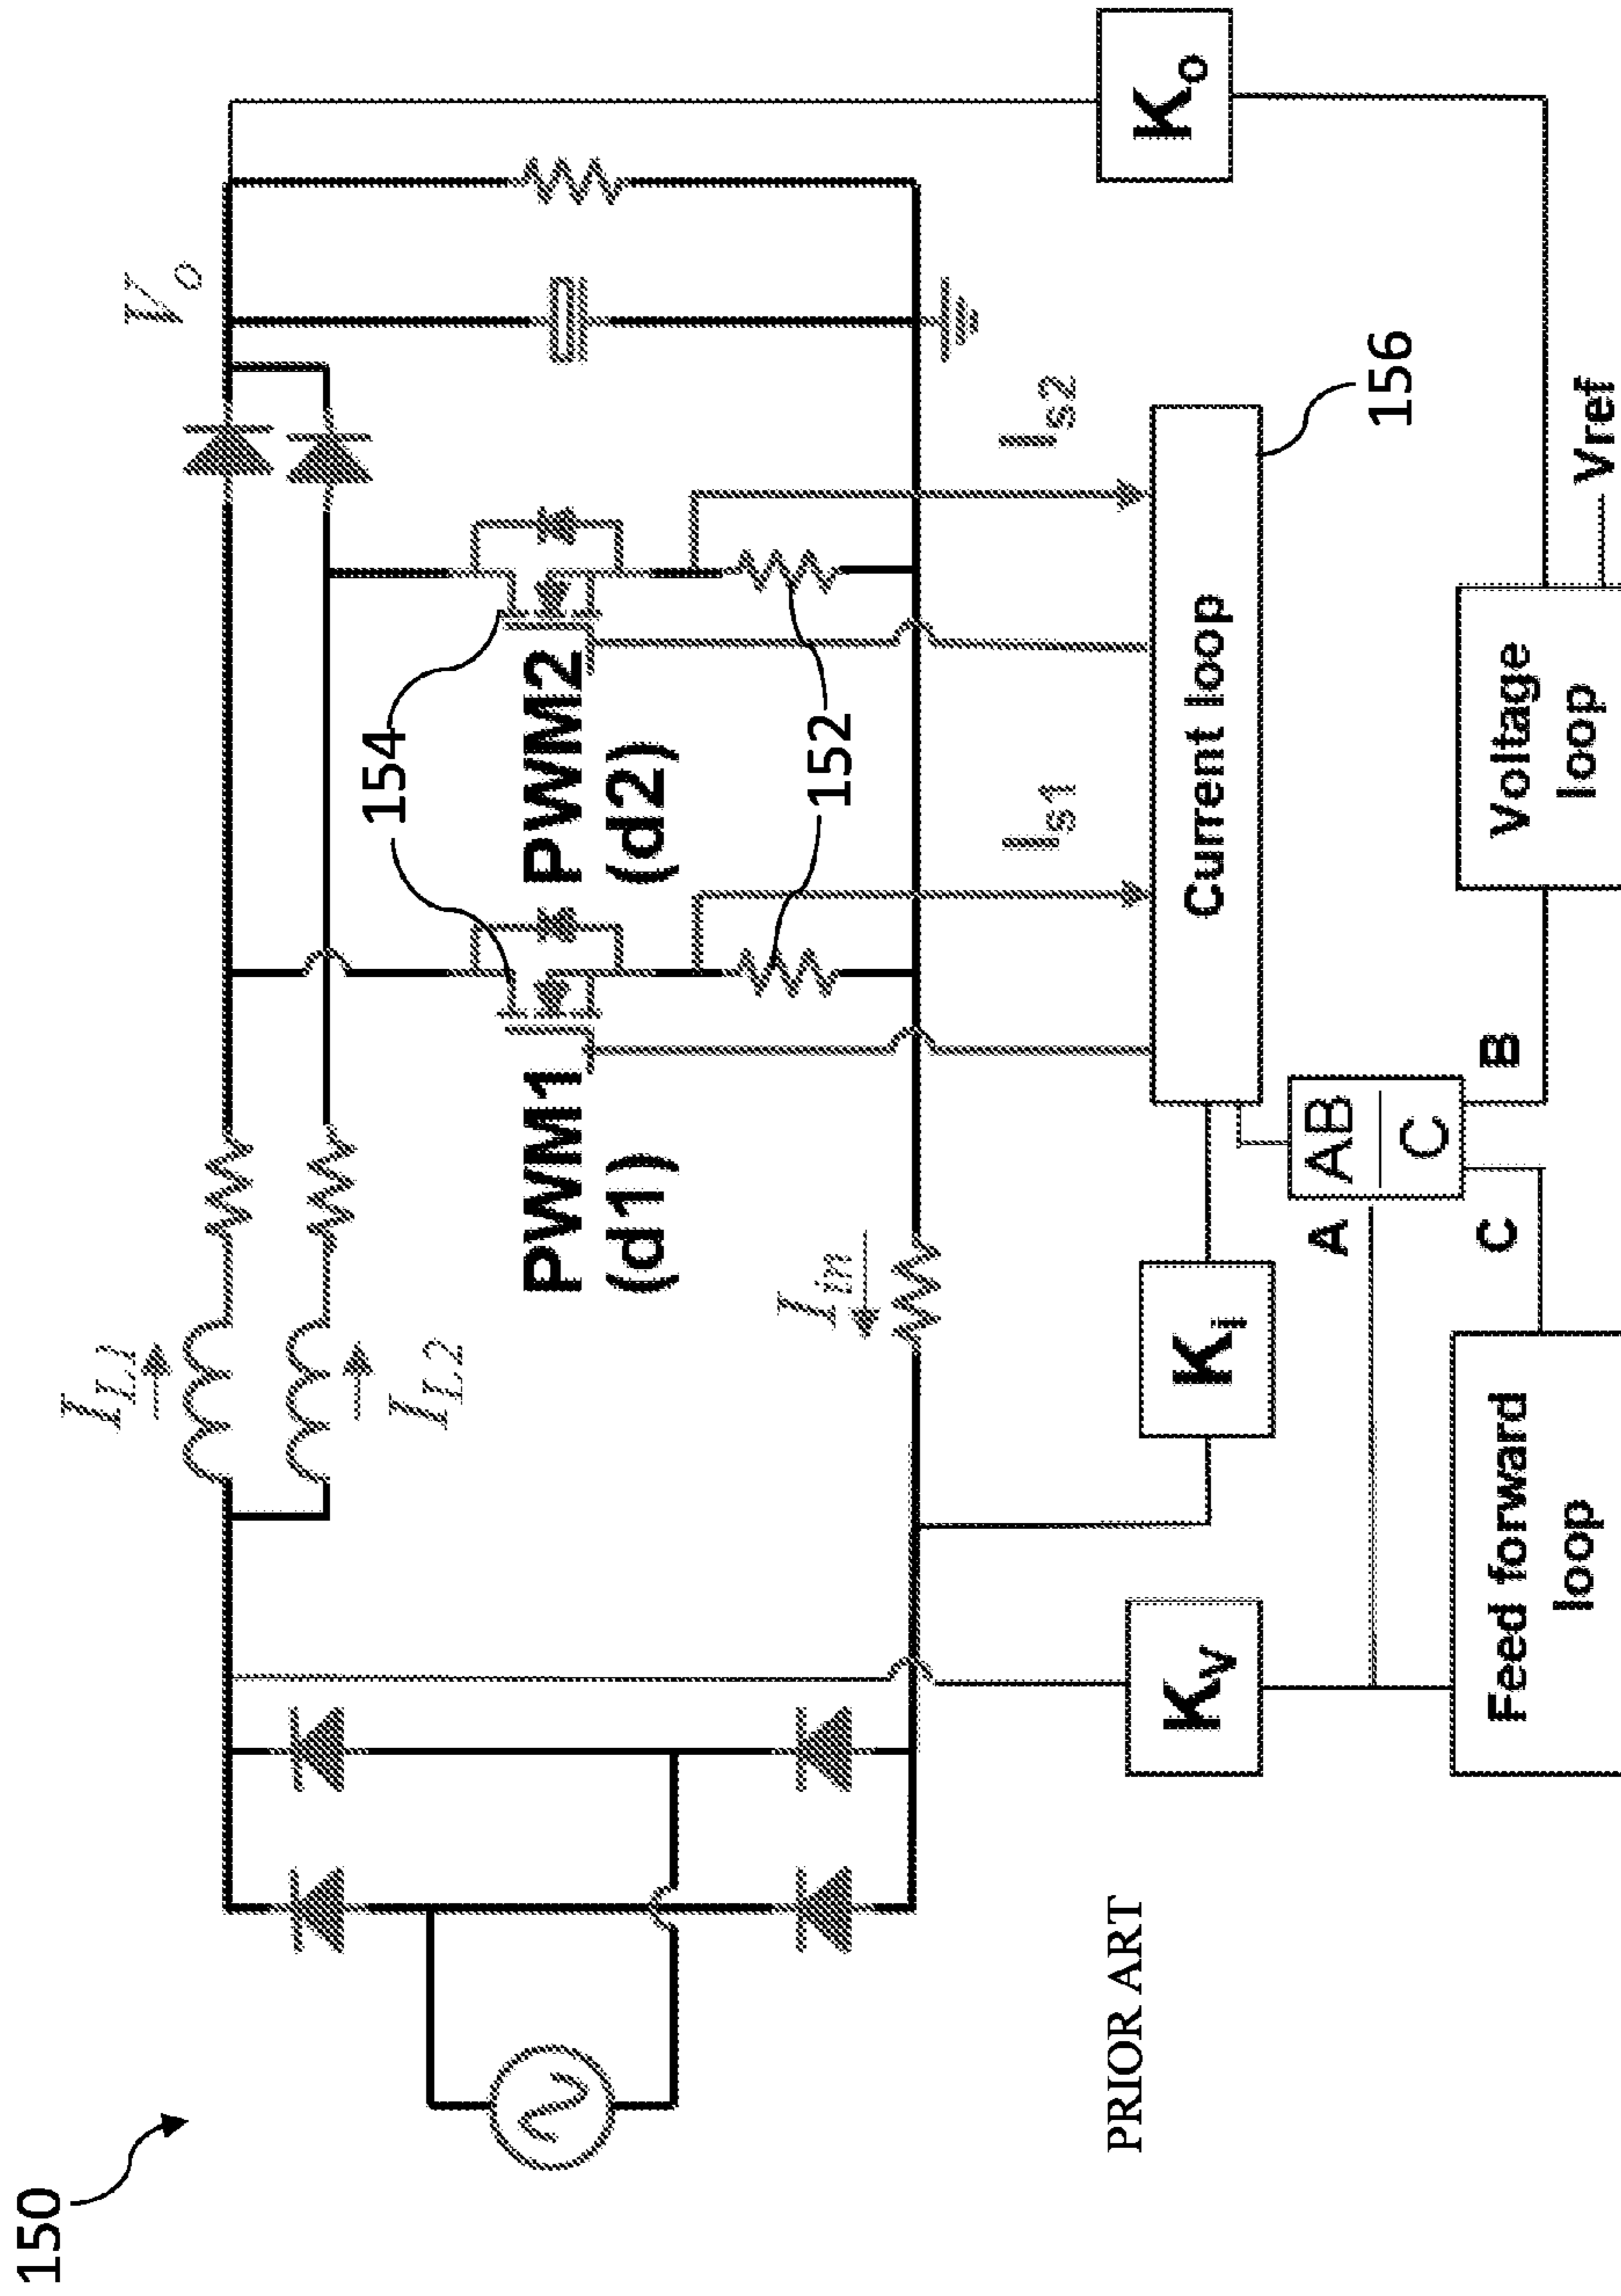 150
I_L1
I_L2
V_o
154
PWM1
(d1)
PWM2
(d2)
I_in
152
I_s1
I_s2
PRIOR ART
K_v
K_i
K_o
Current loop
156
A
AB
C
B
C
Feed forward
loop
Voltage
loop
Vref